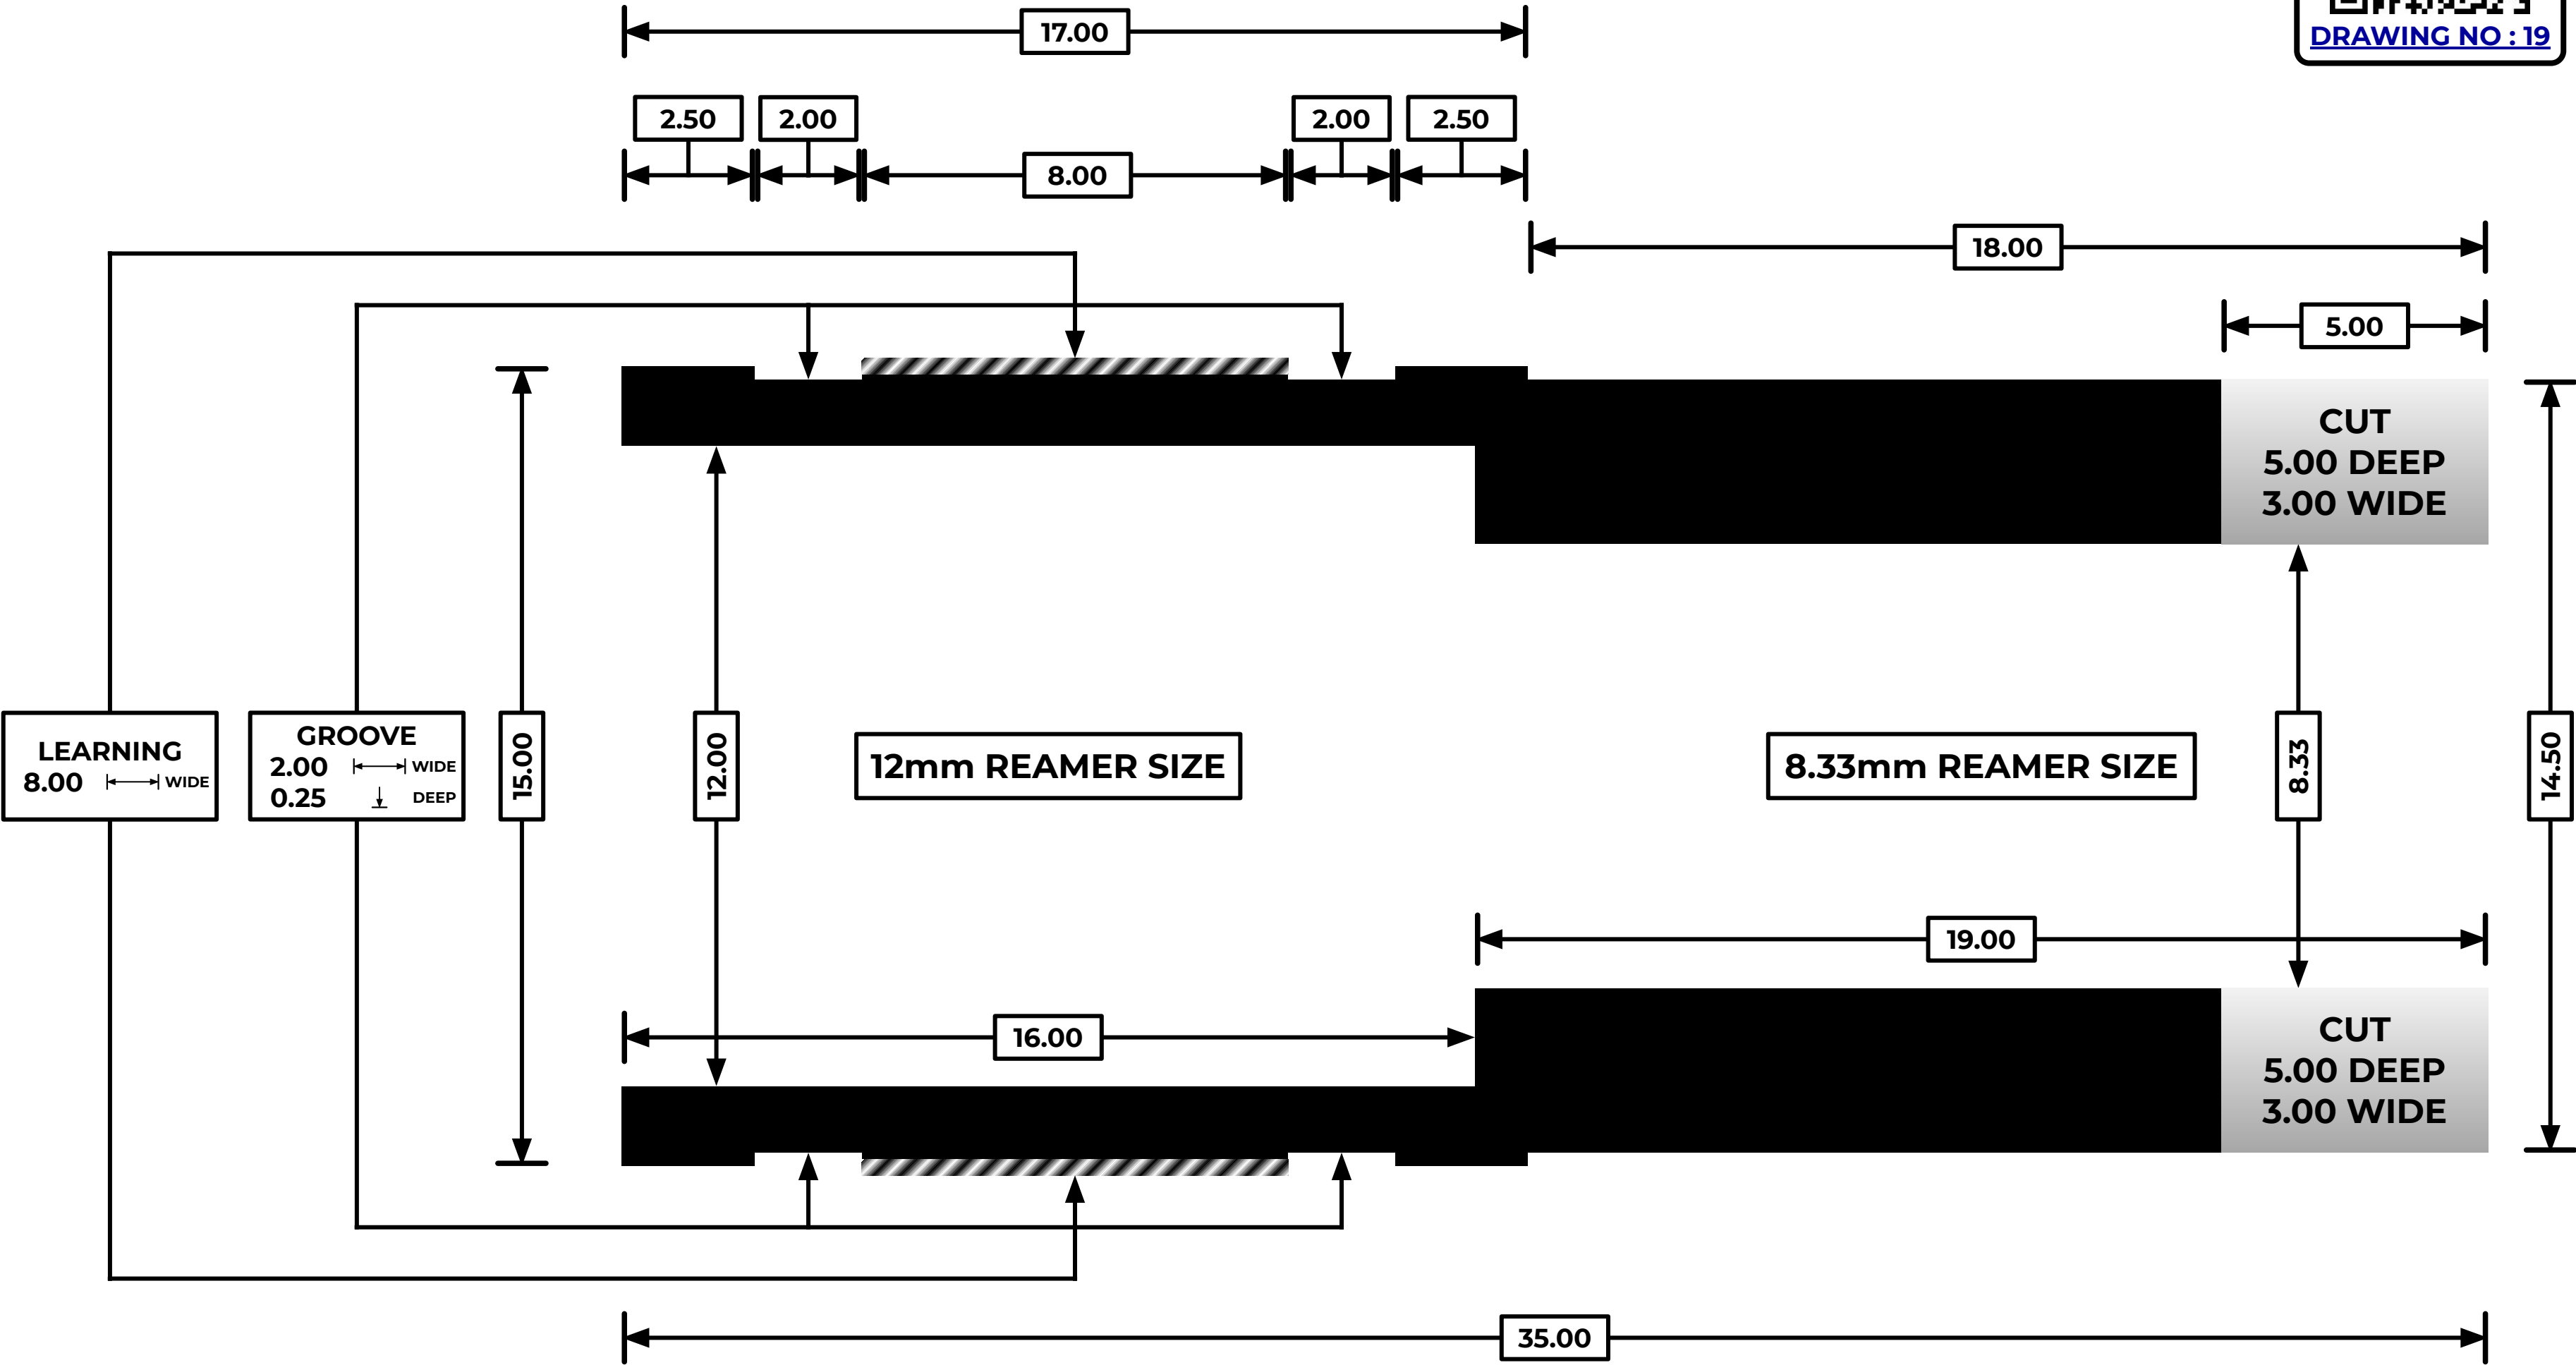 17.00
DRAWING NO : 19
2.50
2.00
2.00
2.50
8.00
18.00
5.00
CUT
5.00 DEEP
3.00 WIDE
LEARNING
8.00 WIDE
GROOVE
2.00 WIDE
0.25 DEEP
15.00
12.00
12mm REAMER SIZE
8.33mm REAMER SIZE
8.33
14.50
19.00
16.00
CUT
5.00 DEEP
3.00 WIDE
35.00